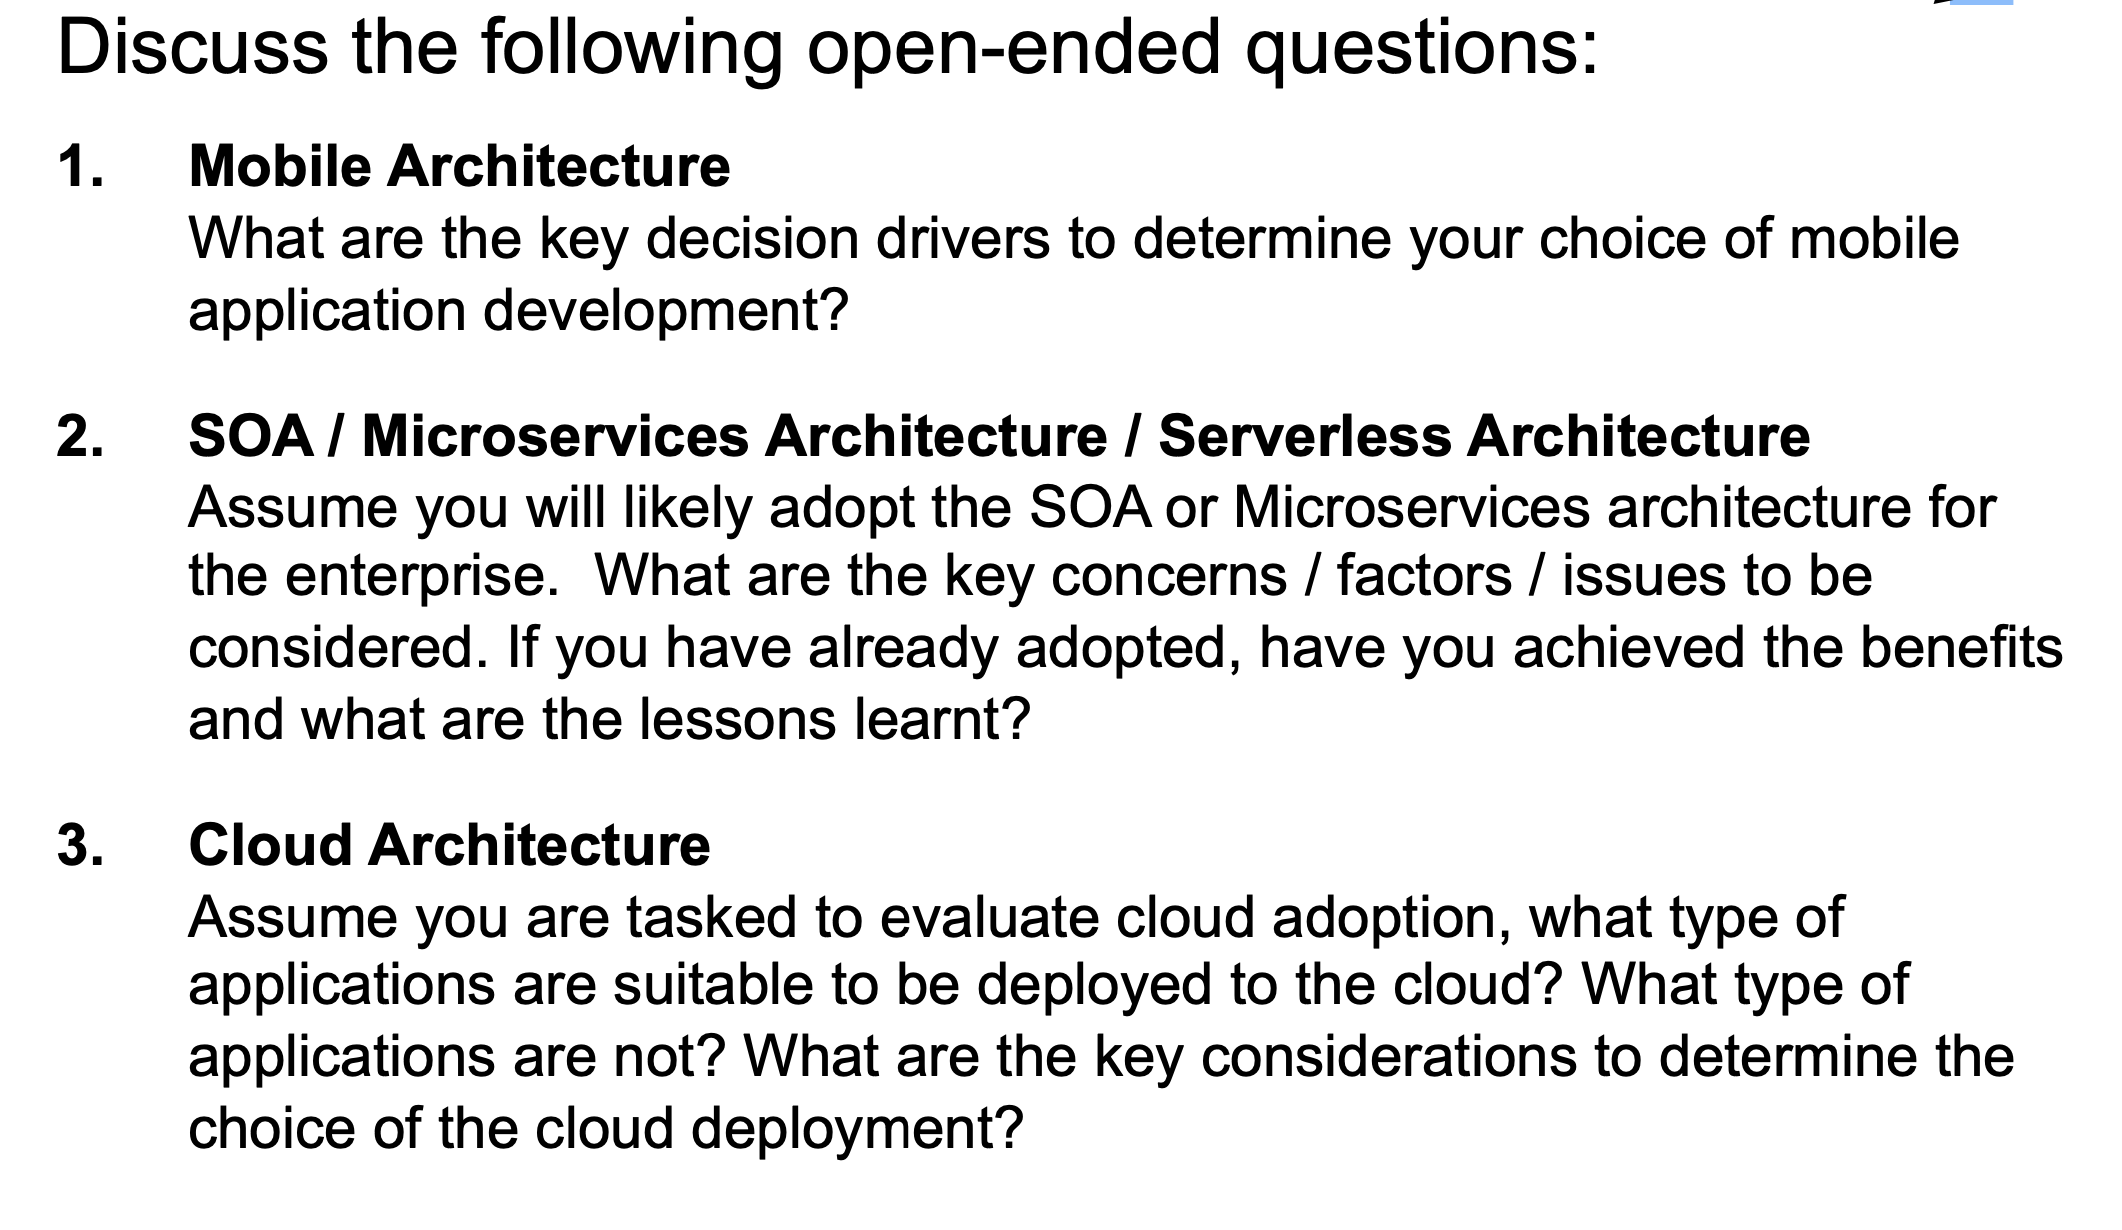 Discuss the following open-ended questions:
1. Mobile Architecture
What are the key decision drivers to determine your choice of mobile
application development?
2. SOA / Microservices Architecture / Serverless Architecture
Assume you will likely adopt the SOA or Microservices architecture for
the enterprise.  What are the key concerns / factors / issues to be
considered. If you have already adopted, have you achieved the benefits
and what are the lessons learnt?
3. Cloud Architecture
Assume you are tasked to evaluate cloud adoption, what type of
applications are suitable to be deployed to the cloud? What type of
applications are not? What are the key considerations to determine the
choice of the cloud deployment?